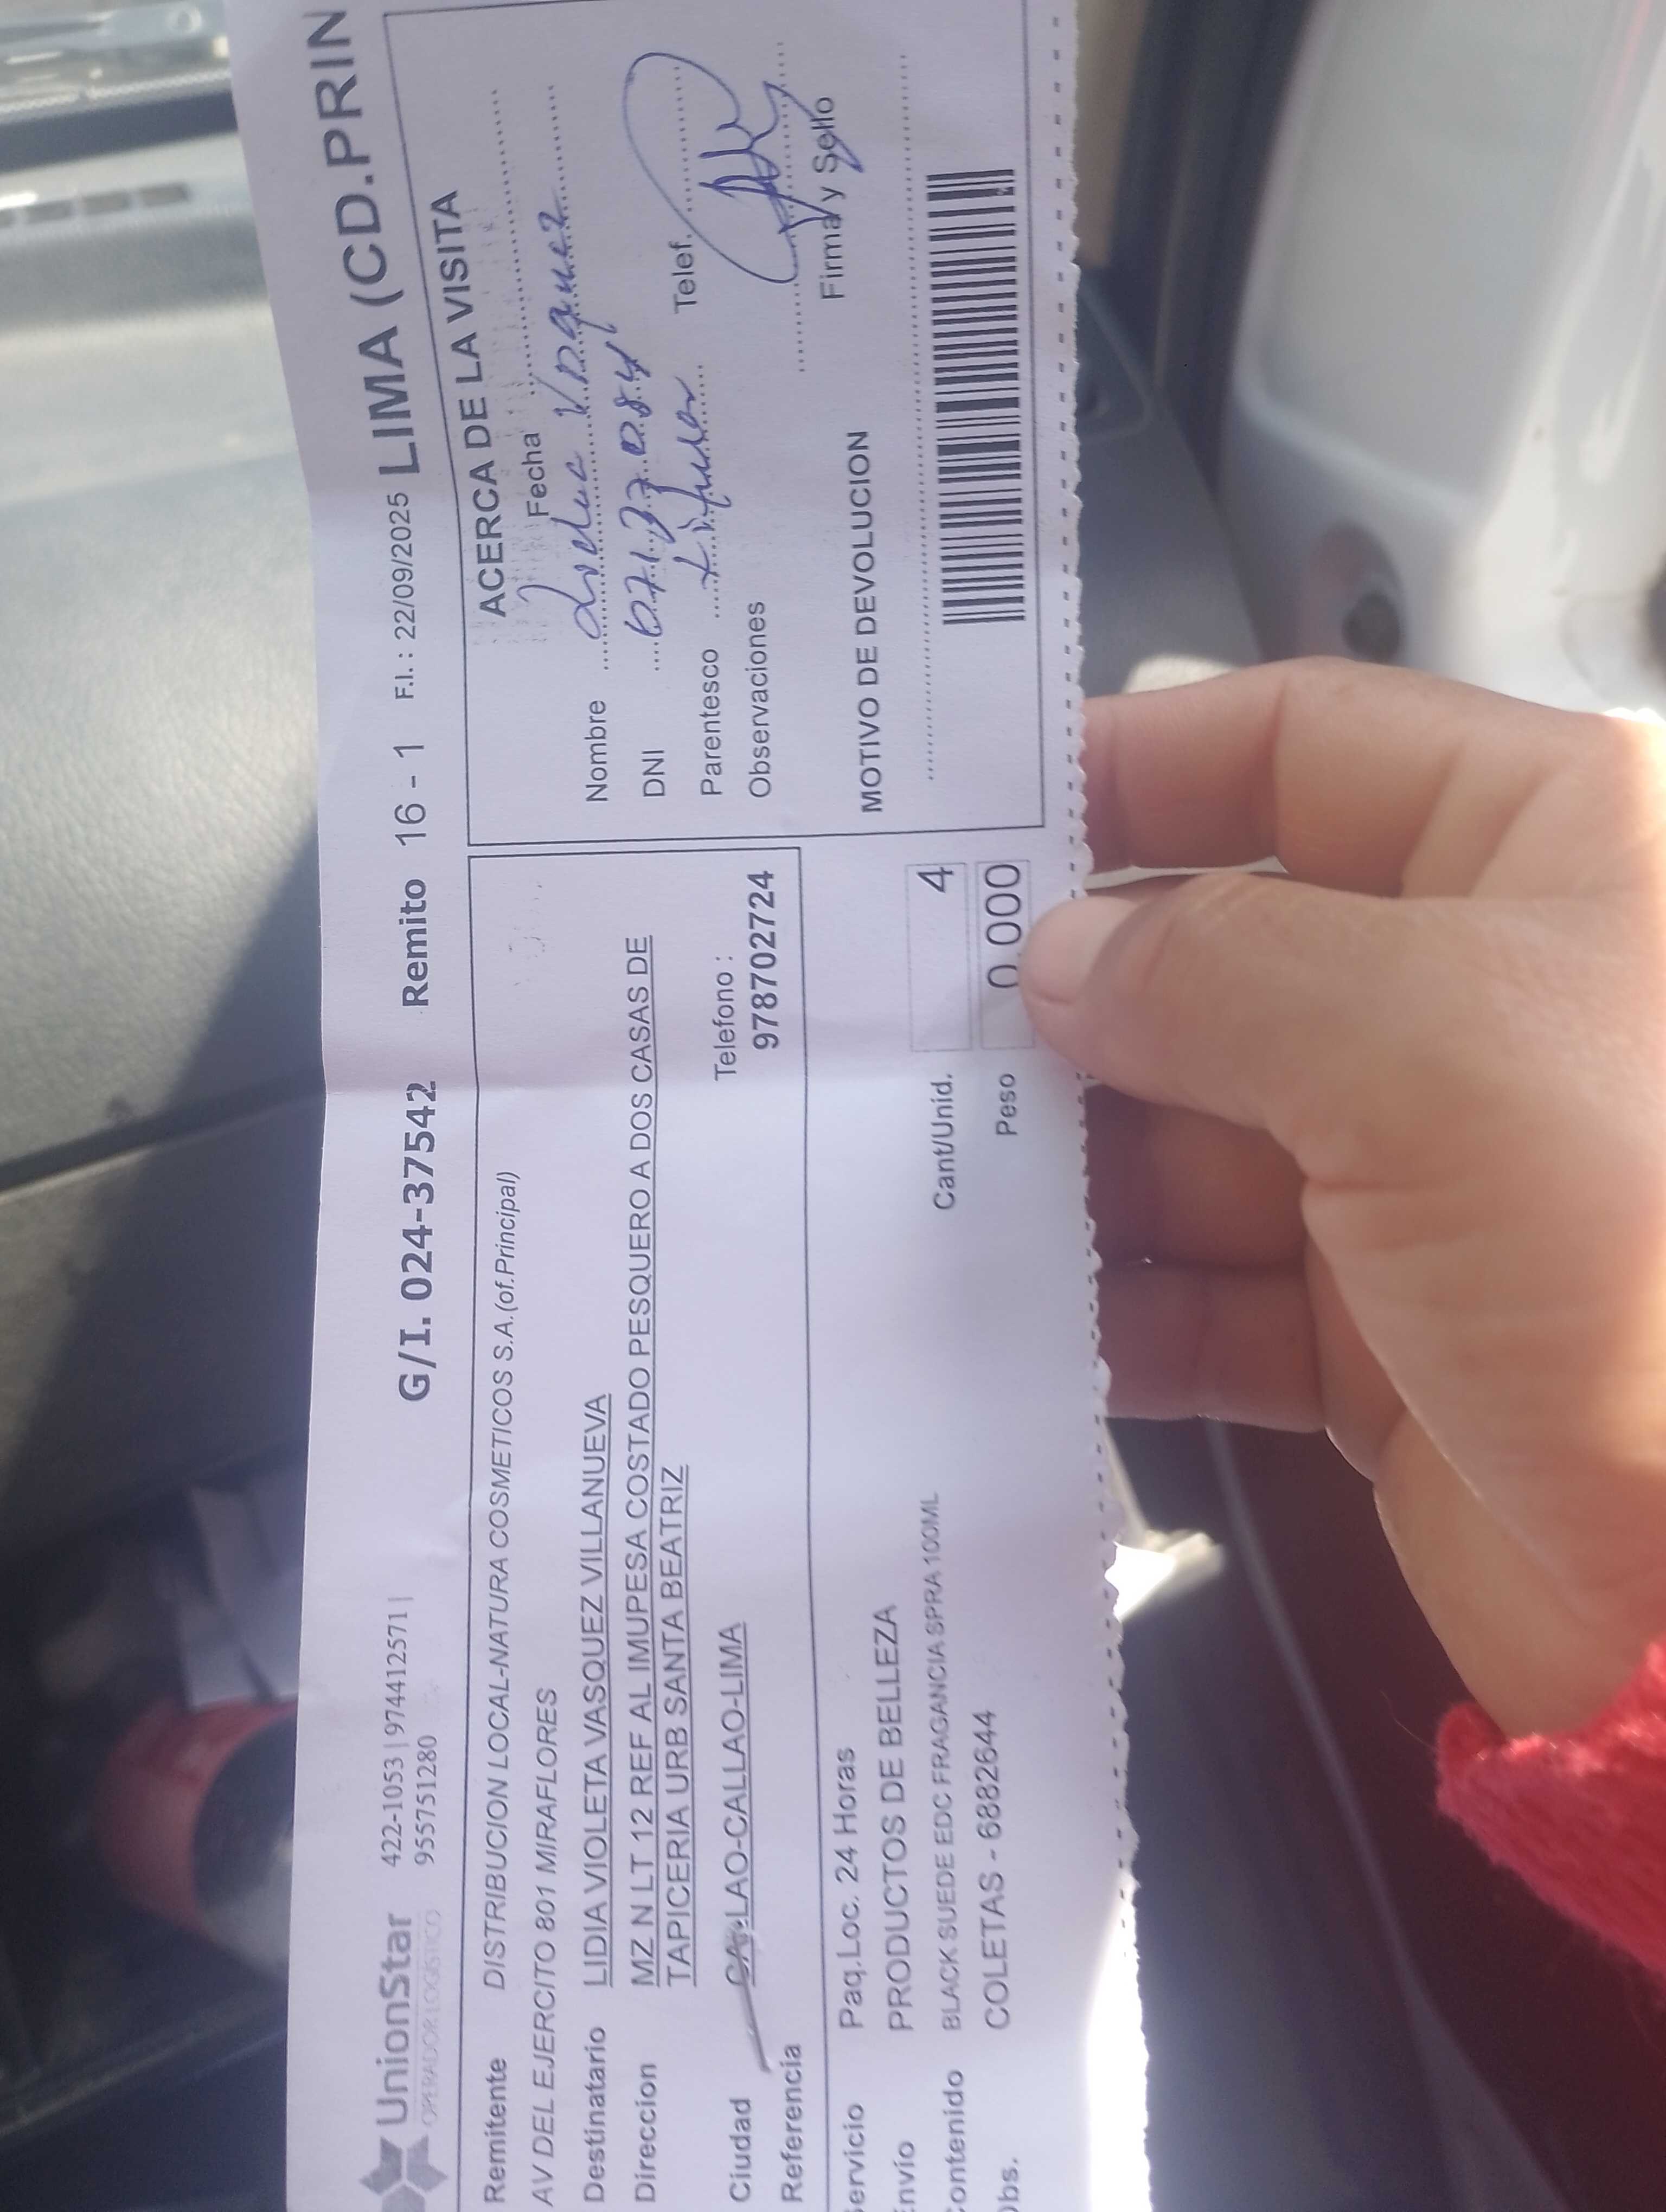 UnionStar
OPERADOR LOGISTICO
422-1053 | 974412571 |
955751280
G/I. 024-37542 Remito 16 - 1 F.I. : 22/09/2025 LIMA (CD.PRIN
Remitente DISTRIBUCION LOCAL-NATURA COSMETICOS S.A.(of.Principal)
AV DEL EJERCITO 801 MIRAFLORES
Destinatario LIDIA VIOLETA VASQUEZ VILLANUEVA
Direccion MZ N LT 12 REF AL IMUPESA COSTADO PESQUERO A DOS CASAS DE
TAPICERIA URB SANTA BEATRIZ
Ciudad CALLAO-CALLAO-LIMA
Telefono :
978702724
Referencia
ervicio Paq.Loc. 24 Horas
nvio PRODUCTOS DE BELLEZA
ontenido BLACK SUEDE EDC FRAGANCIA SPRA 100ML
bs. COLETAS - 6882644
Cant/Unid. 4
Peso 0.000
ACERCA DE LA VISITA
Fecha
Nombre
DNI
Parentesco Telef.
Observaciones
Firma y Sello
MOTIVO DE DEVOLUCION